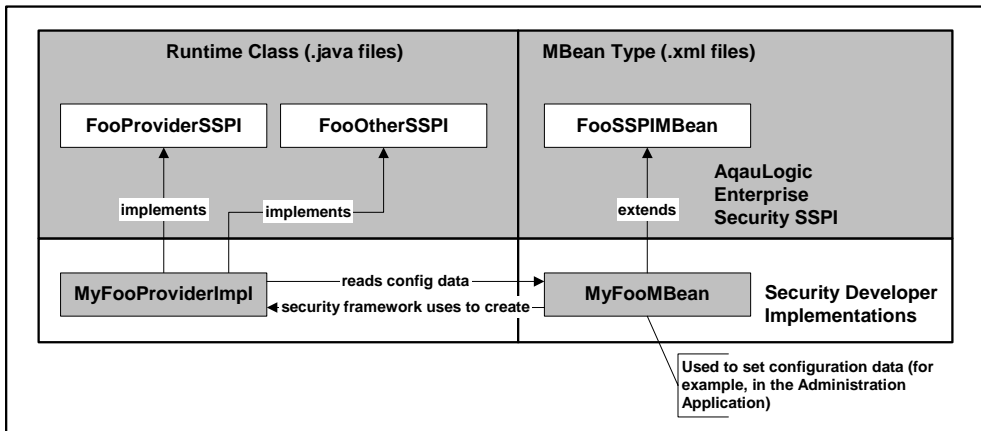 Runtime Class (.java files)
MBean Type (.xml files)
FooProviderSSPI
FooOtherSSPI
FooSSPIMBean
AqauLogic
Enterprise
Security SSPI
implements
implements
extends
MyFooProviderImpl
reads config data
security framework uses to create
MyFooMBean
Security Developer
Implementations
Used to set configuration data (for
example, in the Administration
Application)